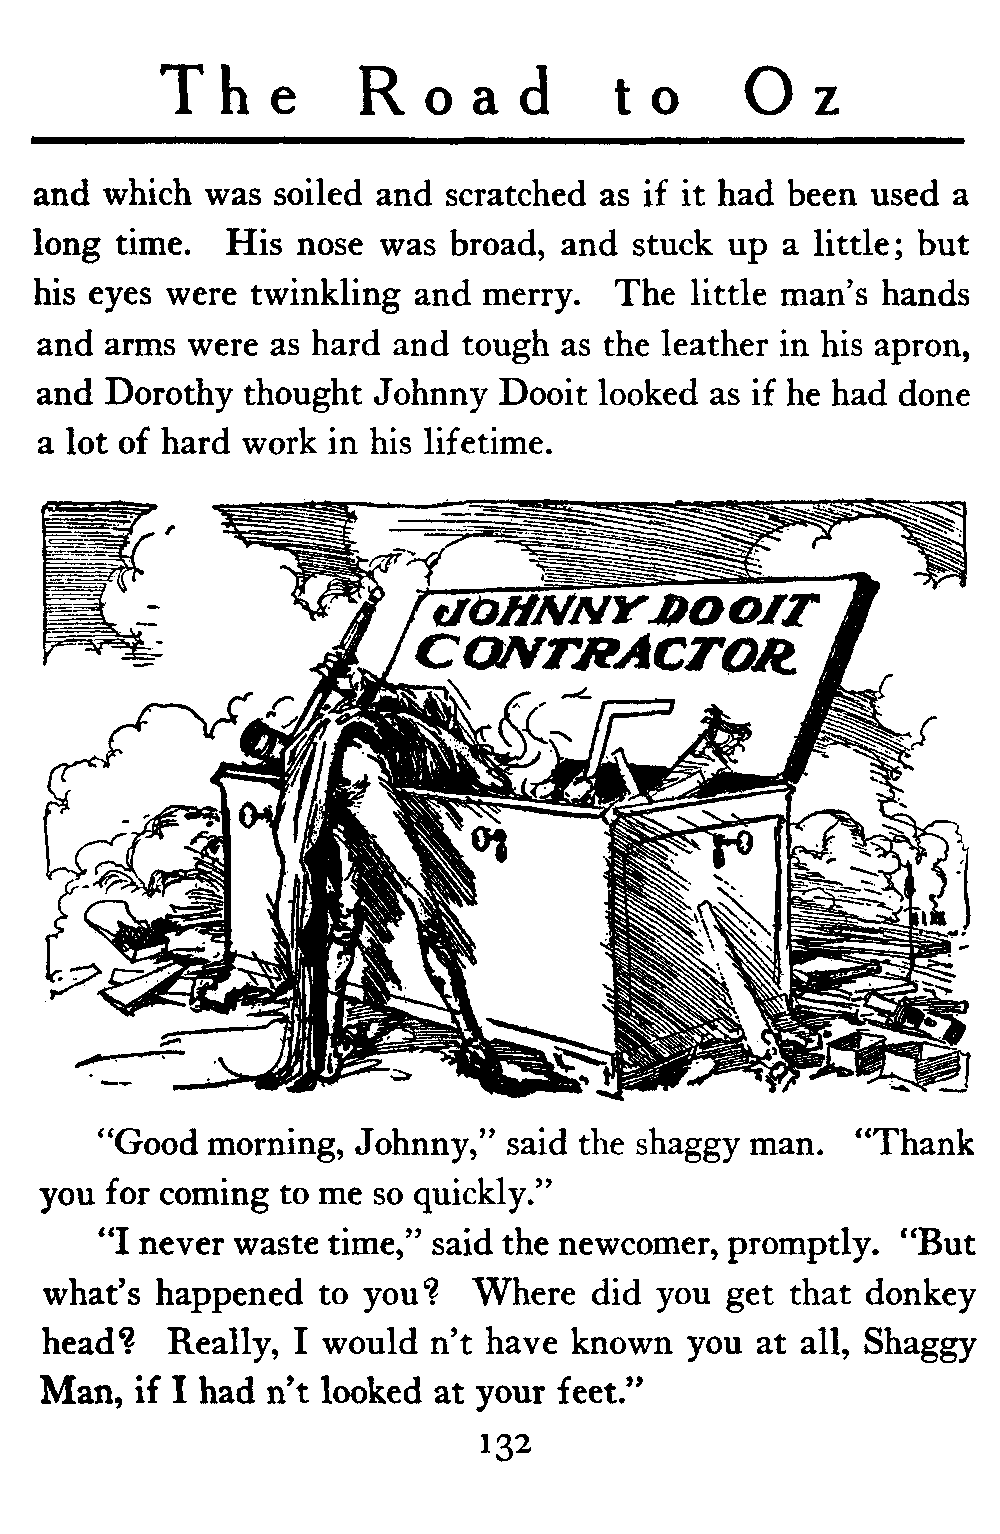 The Road to Oz
and which was soiled and scratched as if it had been used a
long time. His nose was broad, and stuck up a little; but
his eyes were twinkling and merry. The little man's hands
and arms were as hard and tough as the leather in his apron,
and Dorothy thought Johnny Dooit looked as if he had done
a lot of hard work in his lifetime.
JOHNNY DOOIT
CONTRACTOR
"Good morning, Johnny," said the shaggy man. "Thank
you for coming to me so quickly."
"I never waste time," said the newcomer, promptly. "But
what's happened to you? Where did you get that donkey
head? Really, I would n't have known you at all, Shaggy
Man, if I had n't looked at your feet."
132